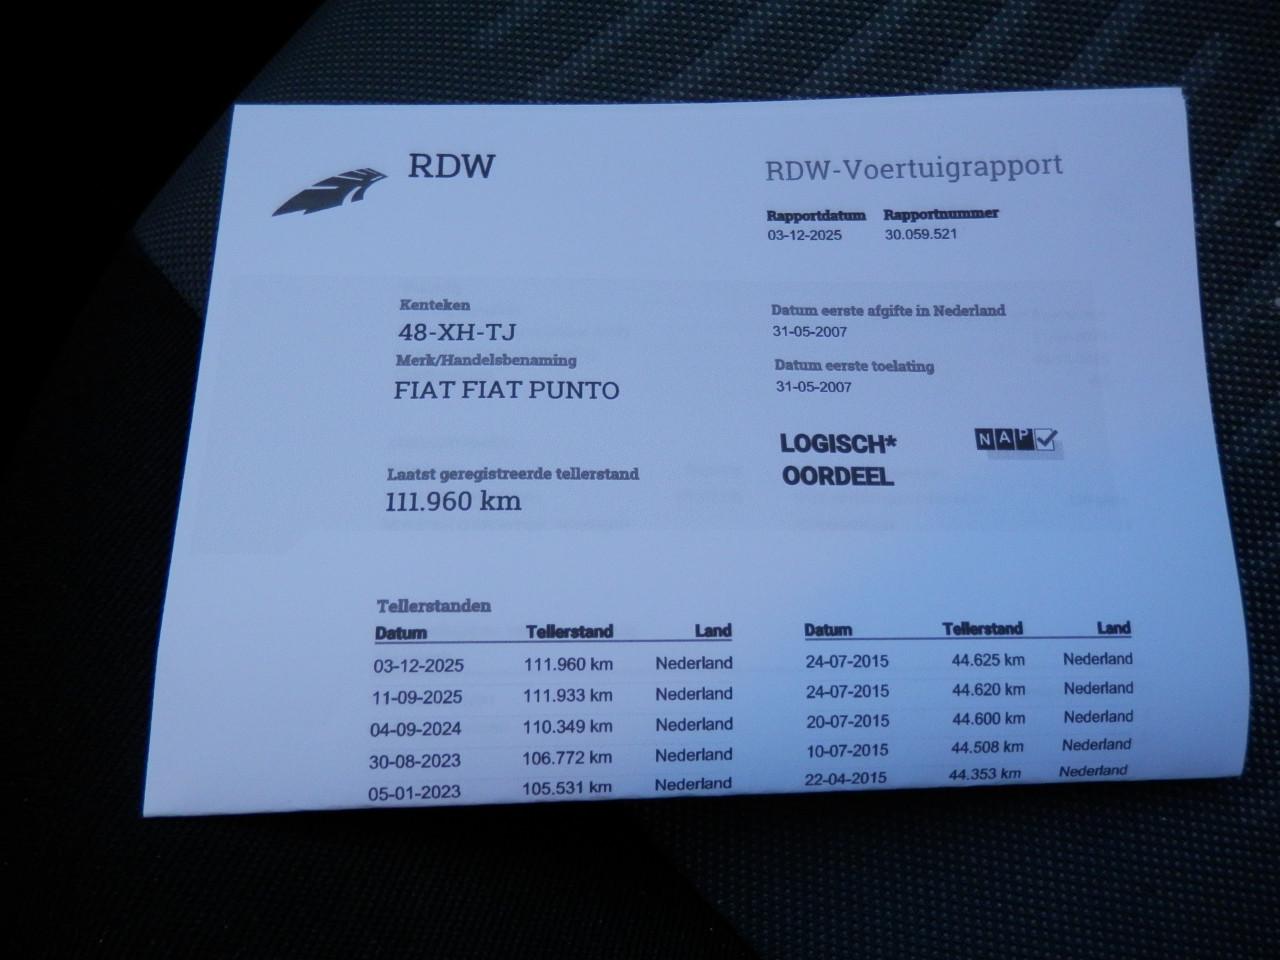 RDW
RDW-Voertuigrapport
Rapportdatum Rapportnummer
03-12-2025 30.059.521
Kenteken
48-XH-TJ
Merk/Handelsbenaming
FIAT FIAT PUNTO
Laatst geregistreerde tellerstand
111.960 km
Datum eerste afgifte in Nederland
31-05-2007
Datum eerste toelating
31-05-2007
LOGISCH*
OORDEEL
NAP
Tellerstanden
Datum Tellerstand Land
03-12-2025 111.960 km Nederland
11-09-2025 111.933 km Nederland
04-09-2024 110.349 km Nederland
30-08-2023 106.772 km Nederland
05-01-2023 105.531 km Nederland
Datum Tellerstand Land
24-07-2015 44.625 km Nederland
24-07-2015 44.620 km Nederland
20-07-2015 44.600 km Nederland
10-07-2015 44.508 km Nederland
22-04-2015 44.353 km Nederland